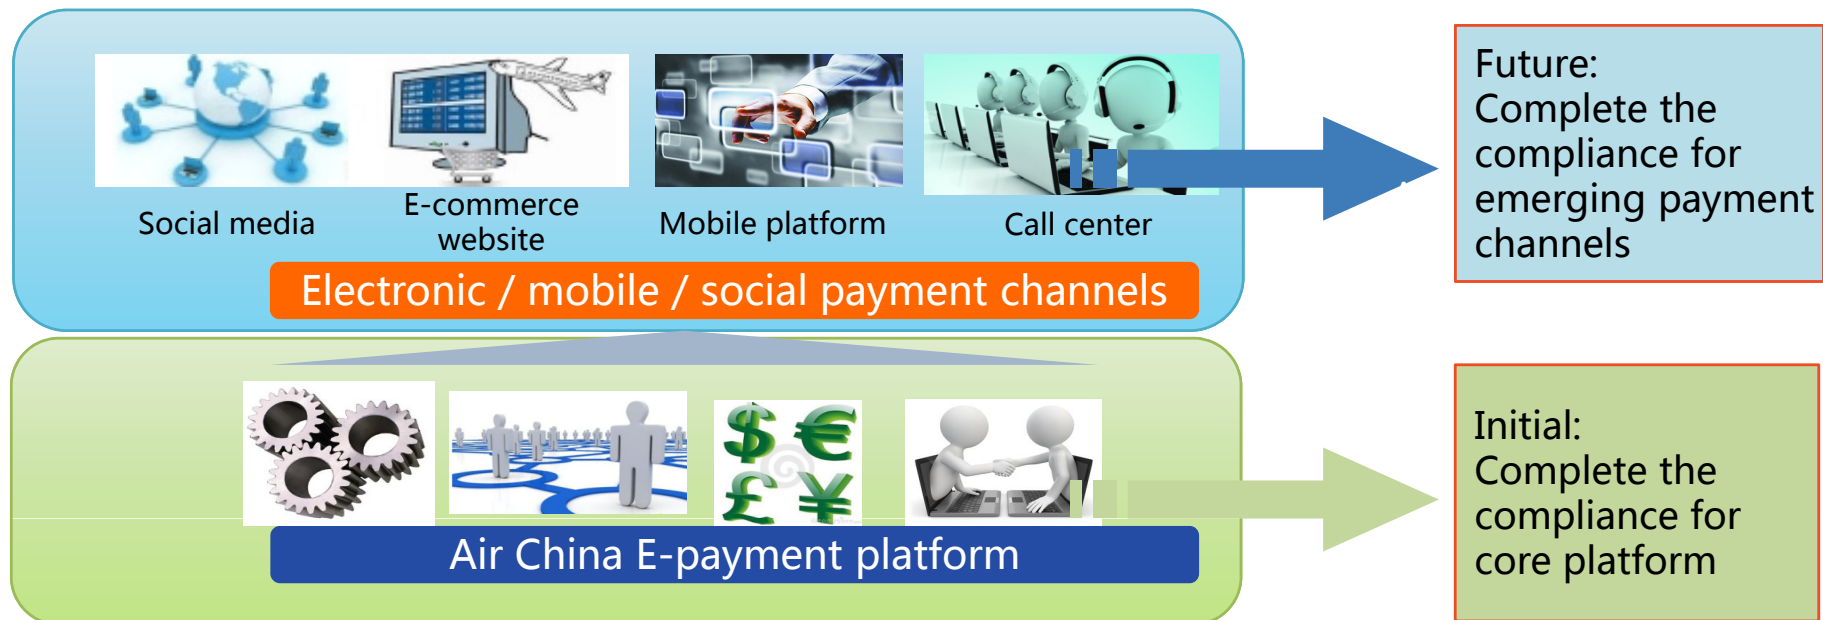 Social media
E-commerce
website
Mobile platform
Call center
Electronic / mobile / social payment channels
Future:
Complete the
compliance for
emerging payment
channels
Air China E-payment platform
Initial:
Complete the
compliance for
core platform